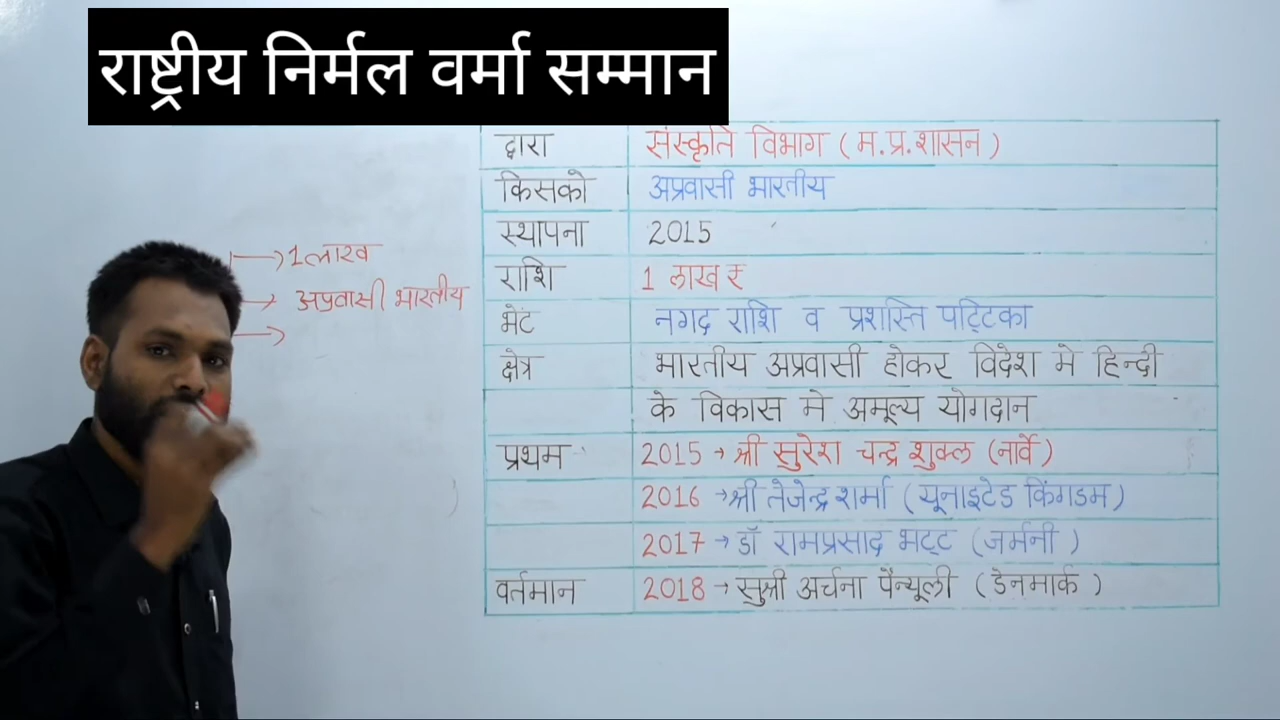 राष्ट्रीय निर्मल वर्मा सम्मान
द्वारा संस्कृति विभाग ( म.प्र.शासन )
किसको अप्रवासी भारतीय
स्थापना 2015
→ 1 लाख
राशि 1 लाख ₹
→ अप्रवासी भारतीय
भेंट नगद राशि व प्रशस्ति पट्टिका
→
क्षेत्र भारतीय अप्रवासी होकर विदेश मे हिन्दी
के विकास मे अमूल्य योगदान
प्रथम 2015 → श्री सुरेश चन्द्र शुक्ल (नार्वे)
2016 → श्री तेजेन्द्र शर्मा ( यूनाइटेड किंगडम )
2017 → डॉ रामप्रसाद भट्ट (जर्मनी )
वर्तमान 2018 → सुश्री अर्चना पैन्यूली ( डेनमार्क )